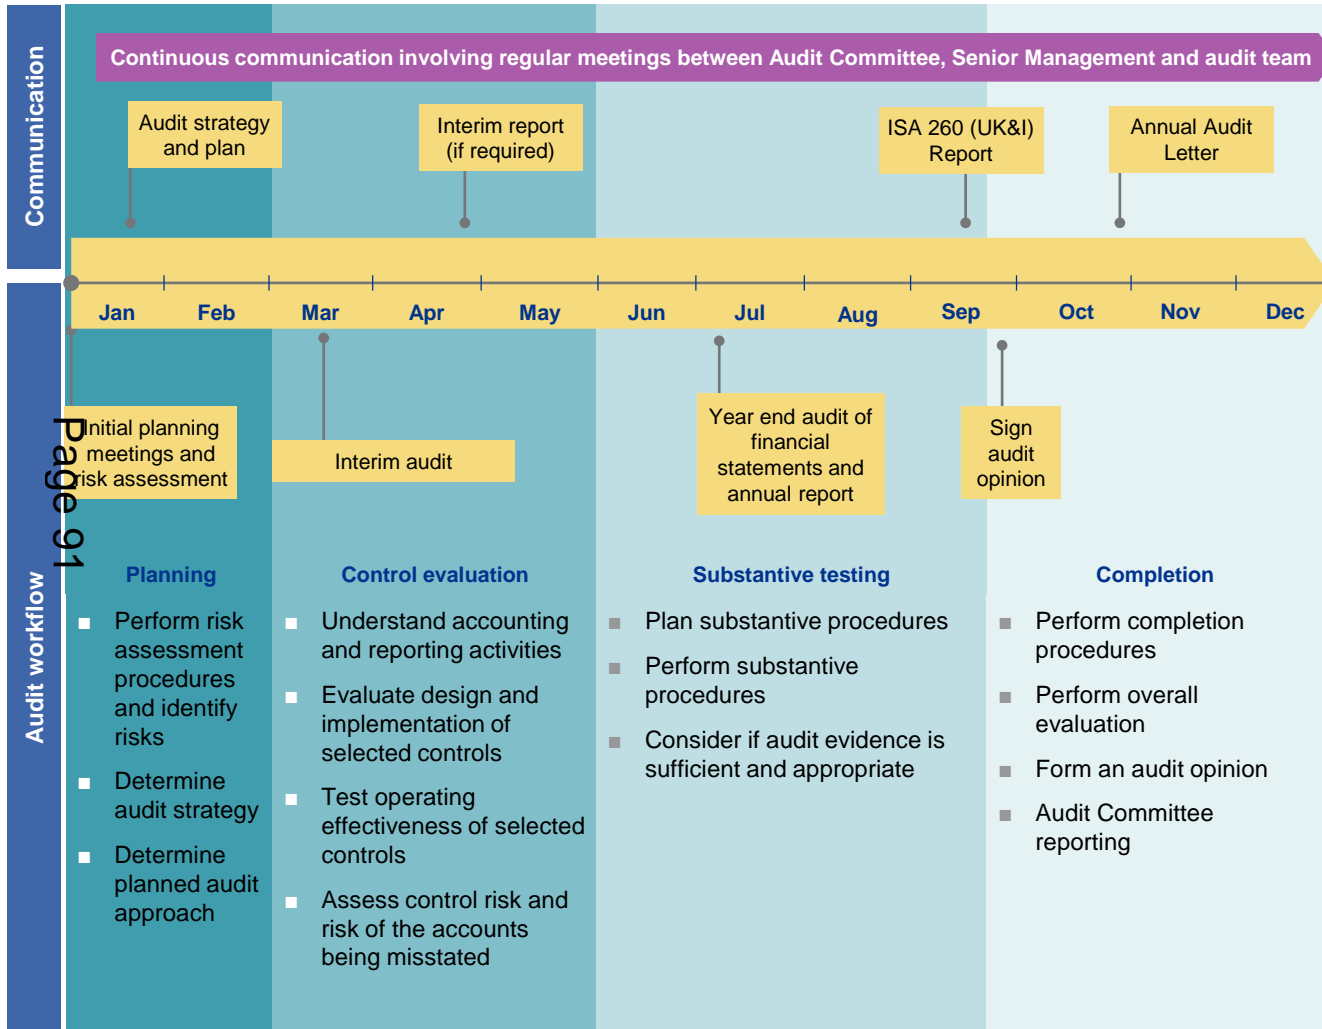 Communication
Continuous communication involving regular meetings between Audit Committee, Senior Management and audit team
Audit strategy
and plan
Interim report
(if required)
ISA 260 (UK&I)
Report
Annual Audit
Letter
Jan
Feb
Mar
Apr
May
Jun
Jul
Aug
Sep
Oct
Nov
Dec
Audit workflow
Initial planning
meetings and
risk assessment
Page 91
Interim audit
Year end audit of
financial
statements and
annual report
Sign
audit
opinion
Planning
■ Perform risk
assessment
procedures
and identify
risks
■ Determine
audit strategy
■ Determine
planned audit
approach
Control evaluation
■ Understand accounting
and reporting activities
■ Evaluate design and
implementation of
selected controls
■ Test operating
effectiveness of selected
controls
■ Assess control risk and
risk of the accounts
being misstated
Substantive testing
■ Plan substantive procedures
■ Perform substantive
procedures
■ Consider if audit evidence is
sufficient and appropriate
Completion
■ Perform completion
procedures
■ Perform overall
evaluation
■ Form an audit opinion
■ Audit Committee
reporting